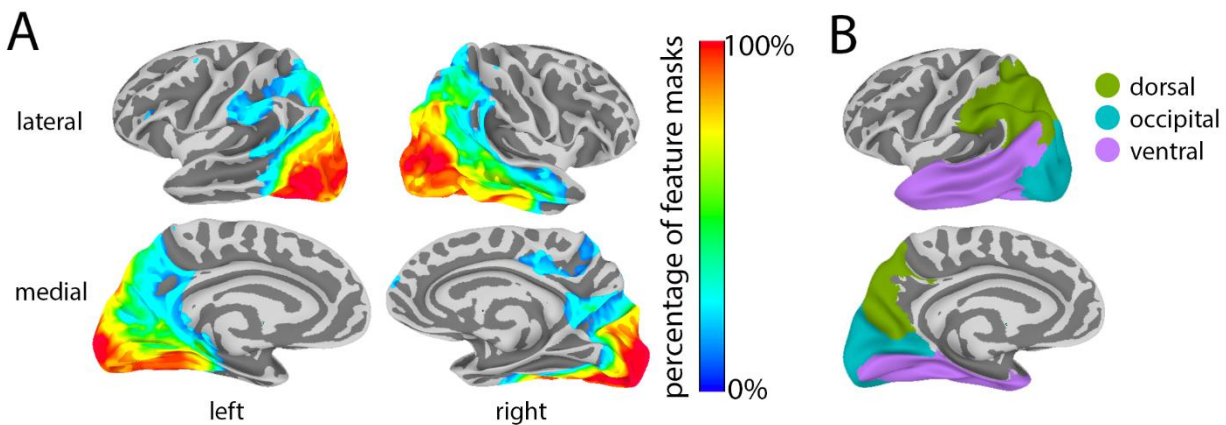 A
B
lateral
medial
left
right
percentage of feature masks
100%
0%
dorsal
occipital
ventral